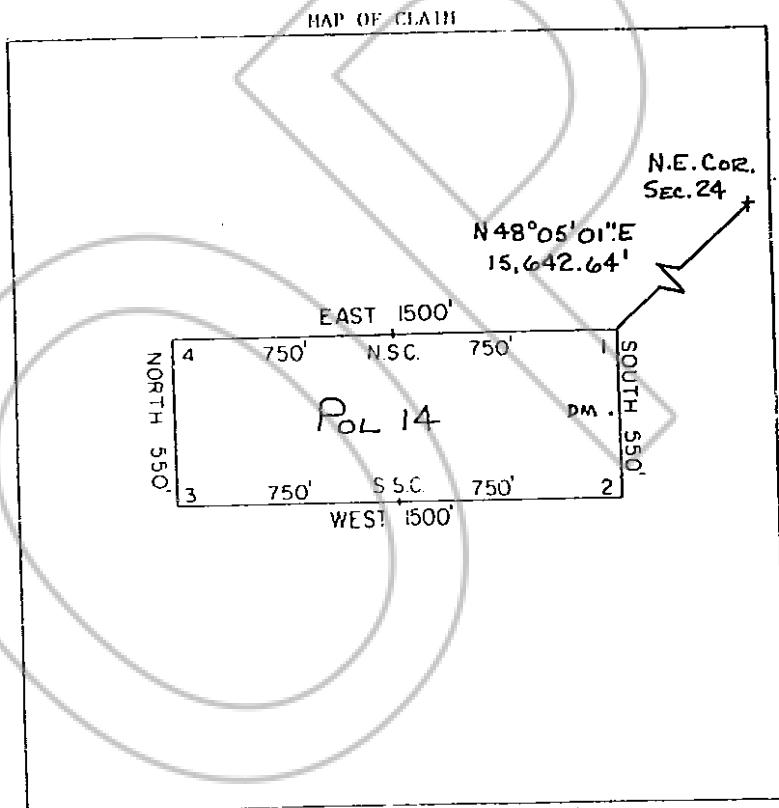 MAP OF CLAIM
N.E. COR.
SEC. 24
N 48°05'01" E
15,642.64'
EAST 1500'
4 750' N.S.C. 750' 1
NORTH 550'
SOUTH 550'
POL 14
DM .
3 750' S.S.C. 750' 2
WEST 1500'